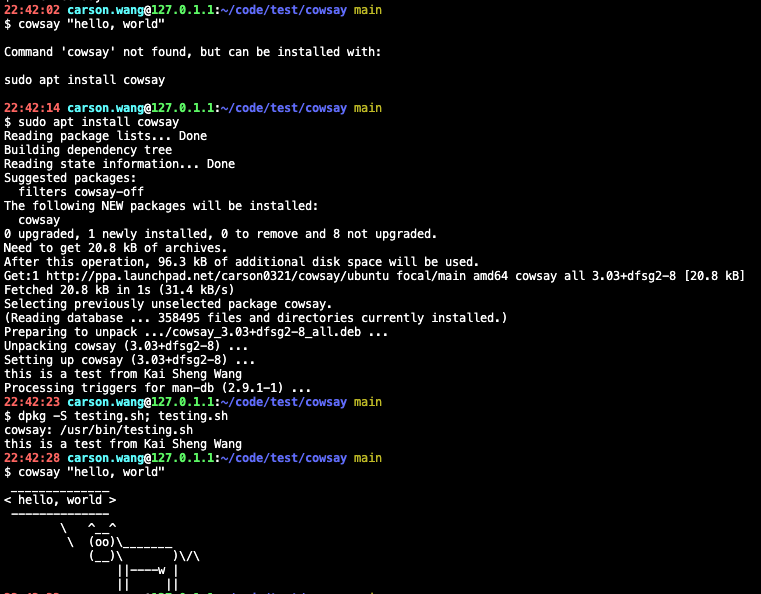 22:42:02 carson.wang@127.0.1.1:~/code/test/cowsay main
$ cowsay "hello, world"
Command 'cowsay' not found, but can be installed with:
sudo apt install cowsay
22:42:14 carson.wang@127.0.1.1:~/code/test/cowsay main
$ sudo apt install cowsay
Reading package lists... Done
Building dependency tree
Reading state information... Done
Suggested packages:
  filters cowsay-off
The following NEW packages will be installed:
  cowsay
0 upgraded, 1 newly installed, 0 to remove and 8 not upgraded.
Need to get 20.8 kB of archives.
After this operation, 96.3 kB of additional disk space will be used.
Get:1 http://ppa.launchpad.net/carson0321/cowsay/ubuntu focal/main amd64 cowsay all 3.03+dfsg2-8 [20.8 kB]
Fetched 20.8 kB in 1s (31.4 kB/s)
Selecting previously unselected package cowsay.
(Reading database ... 358495 files and directories currently installed.)
Preparing to unpack .../cowsay_3.03+dfsg2-8_all.deb ...
Unpacking cowsay (3.03+dfsg2-8) ...
Setting up cowsay (3.03+dfsg2-8) ...
this is a test from Kai Sheng Wang
Processing triggers for man-db (2.9.1-1) ...
22:42:23 carson.wang@127.0.1.1:~/code/test/cowsay main
$ dpkg -S testing.sh; testing.sh
cowsay: /usr/bin/testing.sh
this is a test from Kai Sheng Wang
22:42:28 carson.wang@127.0.1.1:~/code/test/cowsay main
$ cowsay "hello, world"
 ______________
< hello, world >
 --------------
        \   ^__^
         \  (oo)\_______
            (__)\       )\/\
                ||----w |
                ||     ||